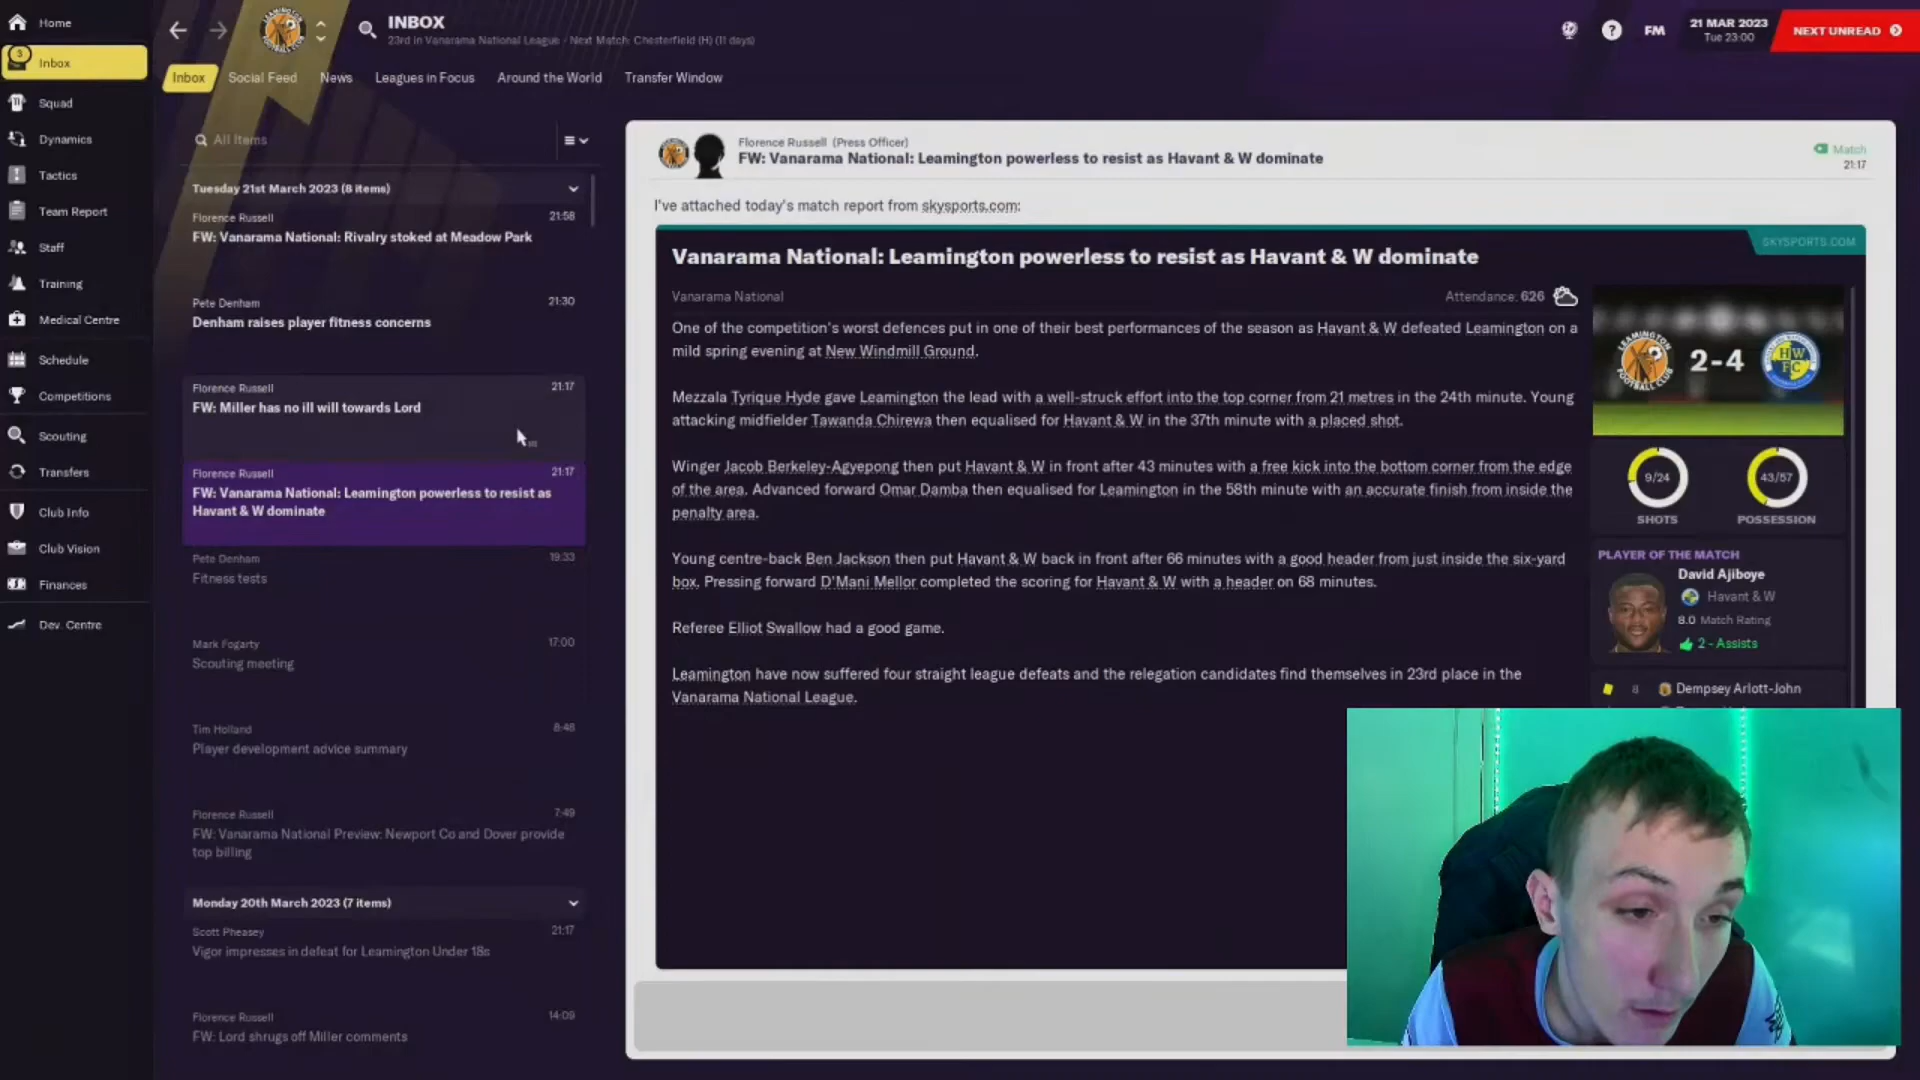 Home
3
Inbox
Squad
Dynamics
Tactics
Team Report
Staff
Training
Medical Centre
Schedule
Competitions
Scouting
Transfers
Club Info
Club Vision
Finances
Dev. Centre
INBOX
23rd in Vanarama National League - Next Match: Chesterfield (H) (11 days)
FM
21 MAR 2023
Tue 23:00
NEXT UNREAD
Inbox
Social Feed
News
Leagues in Focus
Around the World
Transfer Window
All Items
Tuesday 21st March 2023 (8 items)
Florence Russell
21:58
FW: Vanarama National: Rivalry stoked at Meadow Park
Pete Denham
21:30
Denham raises player fitness concerns
Florence Russell
21:17
FW: Miller has no ill will towards Lord
Florence Russell
21:17
FW: Vanarama National: Leamington powerless to resist as
Havant & W dominate
Pete Denham
19:33
Fitness tests
Mark Fogarty
17:00
Scouting meeting
Tim Holland
8:46
Player development advice summary
Florence Russell
7:49
FW: Vanarama National Preview: Newport Co and Dover provide
top billing
Monday 20th March 2023 (7 items)
Scott Pheasey
21:17
Vigor impresses in defeat for Leamington Under 18s
Florence Russell
14:09
FW: Lord shrugs off Miller comments
Florence Russell (Press Officer)
FW: Vanarama National: Leamington powerless to resist as Havant & W dominate
Match
21:17
I've attached today's match report from skysports.com:
SKYSPORTS.COM
Vanarama National: Leamington powerless to resist as Havant & W dominate
Vanarama National
Attendance: 626
One of the competition's worst defences put in one of their best performances of the season as Havant & W defeated Leamington on a
mild spring evening at New Windmill Ground.
Mezzala Tyrique Hyde gave Leamington the lead with a well-struck effort into the top corner from 21 metres in the 24th minute. Young
attacking midfielder Tawanda Chirewa then equalised for Havant & W in the 37th minute with a placed shot.
Winger Jacob Berkeley-Agyepong then put Havant & W in front after 43 minutes with a free kick into the bottom corner from the edge
of the area. Advanced forward Omar Damba then equalised for Leamington in the 58th minute with an accurate finish from inside the
penalty area.
Young centre-back Ben Jackson then put Havant & W back in front after 66 minutes with a good header from just inside the six-yard
box. Pressing forward D'Mani Mellor completed the scoring for Havant & W with a header on 68 minutes.
Referee Elliot Swallow had a good game.
Leamington have now suffered four straight league defeats and the relegation candidates find themselves in 23rd place in the
Vanarama National League.
LEAMINGTON
FOOTBALL CLUB
2-4
HW
FC
9/24
43/57
SHOTS
POSSESSION
PLAYER OF THE MATCH
David Ajiboye
Havant & W
8.0 Match Rating
2 - Assists
8
Dempsey Arlott-John